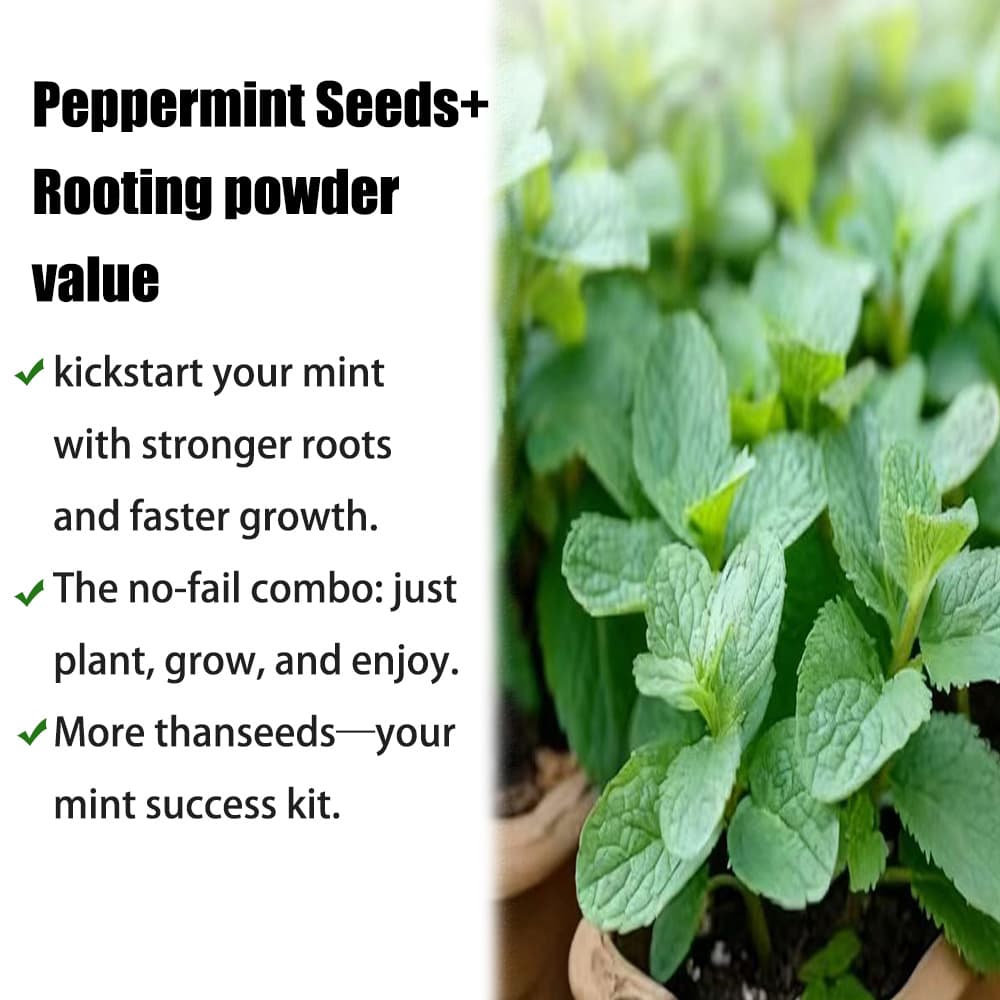 Peppermint Seeds+
Rooting powder
value
kickstart your mint
with stronger roots
and faster growth.
The no-fail combo: just
plant, grow, and enjoy.
More thanseeds—your
mint success kit.